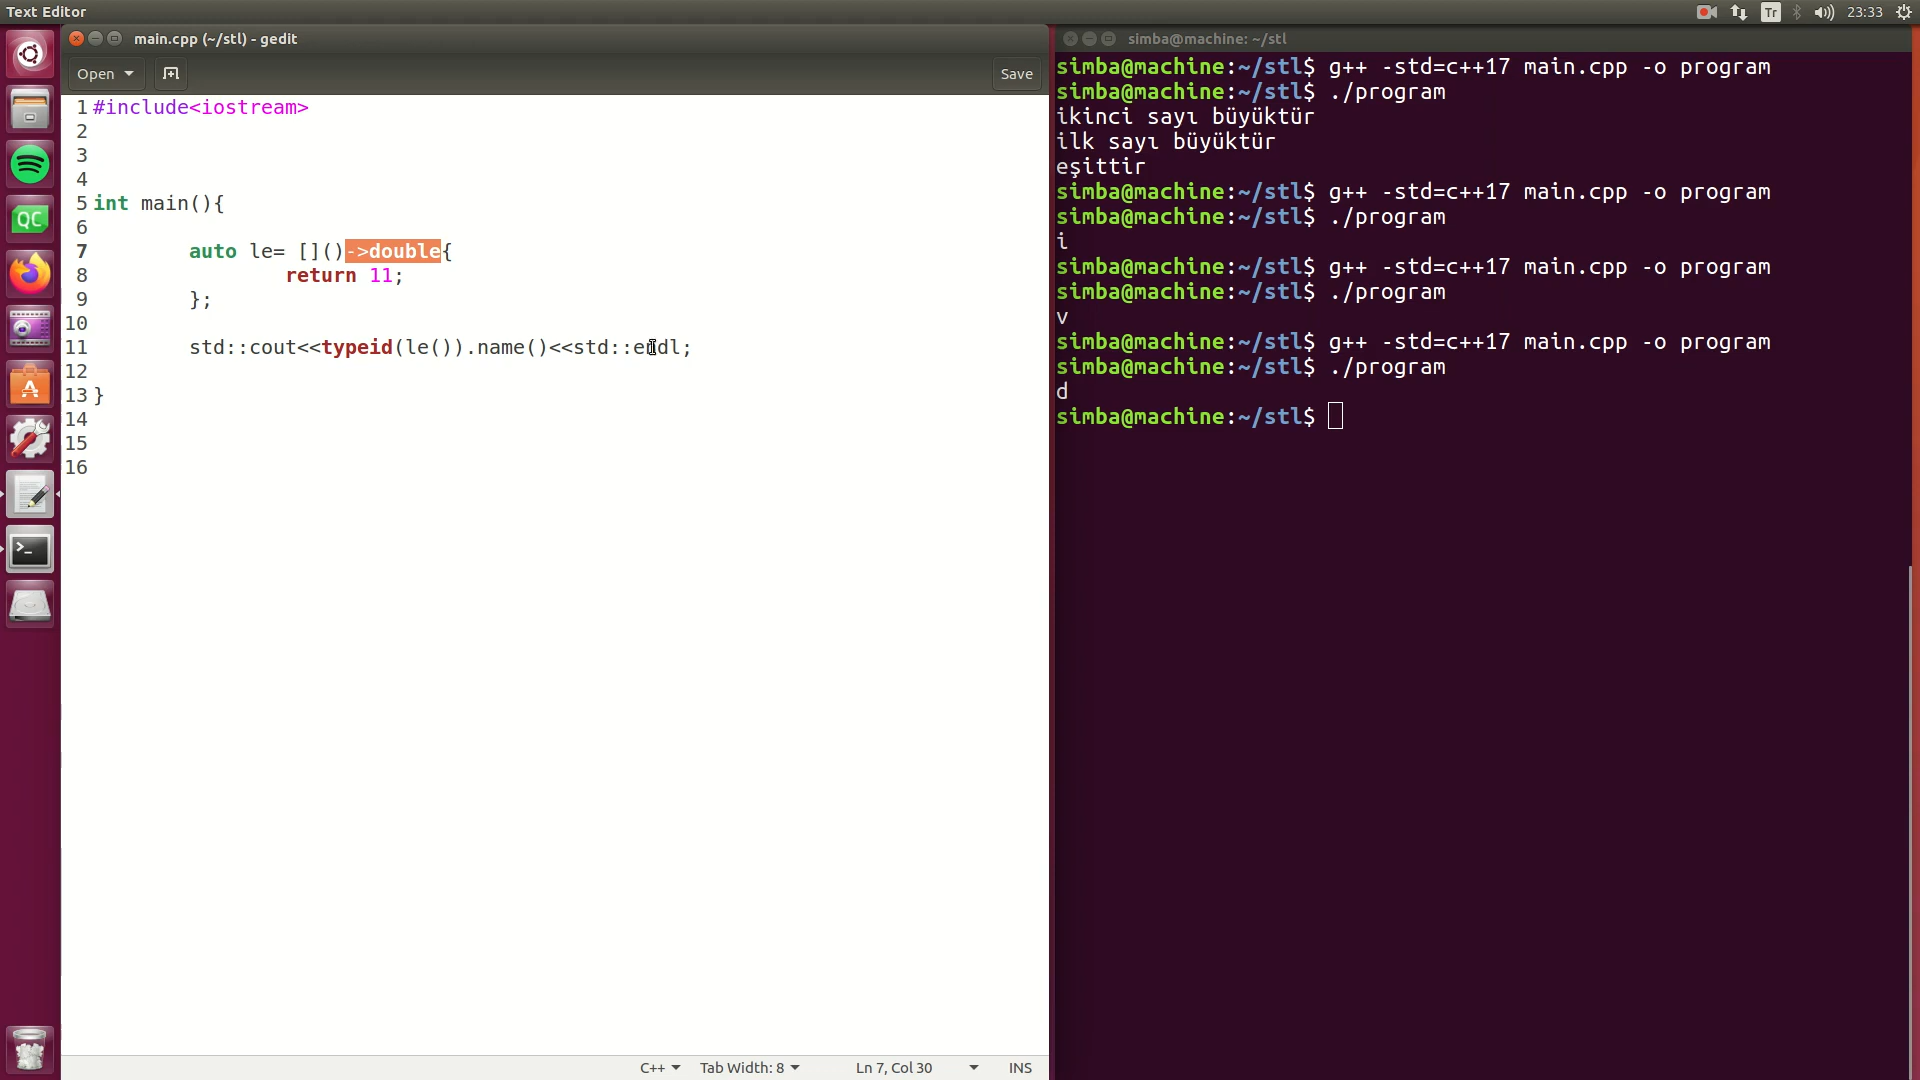 Text Editor
Tr
23:33
main.cpp (~/stl) - gedit
Open
Save
1 #include<iostream>
2
3
4
5 int main(){
6
7 auto le= []()->double{
8 return 11;
9 };
10
11 std::cout<<typeid(le()).name()<<std::endl;
12
13 }
14
15
16
C++
Tab Width: 8
Ln 7, Col 30
INS
QC
simba@machine: ~/stl
simba@machine:~/stl$ g++ -std=c++17 main.cpp -o program
simba@machine:~/stl$ ./program
ikinci sayı büyüktür
ilk sayı büyüktür
eşittir
simba@machine:~/stl$ g++ -std=c++17 main.cpp -o program
simba@machine:~/stl$ ./program
i
simba@machine:~/stl$ g++ -std=c++17 main.cpp -o program
simba@machine:~/stl$ ./program
v
simba@machine:~/stl$ g++ -std=c++17 main.cpp -o program
simba@machine:~/stl$ ./program
d
simba@machine:~/stl$